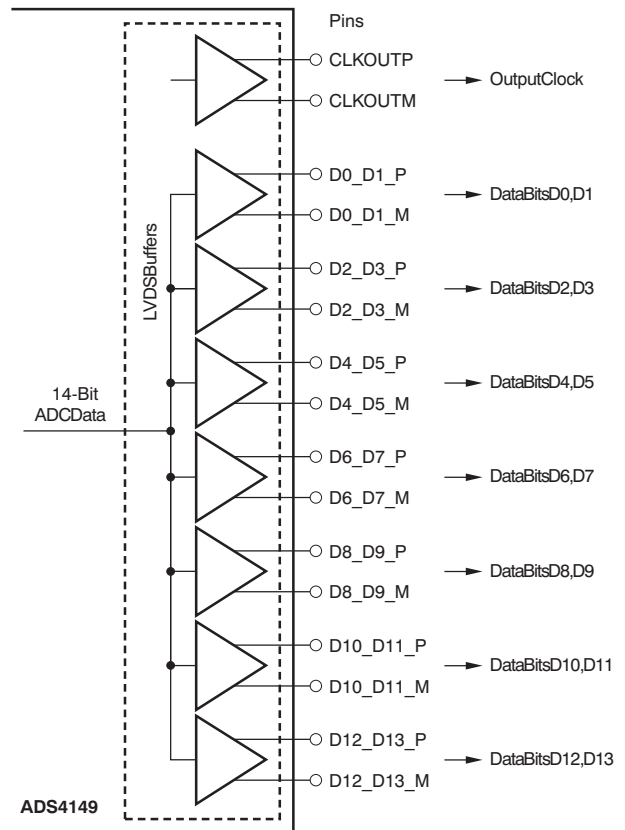 Pins
CLKOUTP
CLKOUTM
OutputClock
D0_D1_P
D0_D1_M
DataBitsD0,D1
LVDSBuffers
D2_D3_P
D2_D3_M
DataBitsD2,D3
D4_D5_P
D4_D5_M
DataBitsD4,D5
14-Bit
ADCData
D6_D7_P
D6_D7_M
DataBitsD6,D7
D8_D9_P
D8_D9_M
DataBitsD8,D9
D10_D11_P
D10_D11_M
DataBitsD10,D11
D12_D13_P
D12_D13_M
DataBitsD12,D13
ADS4149